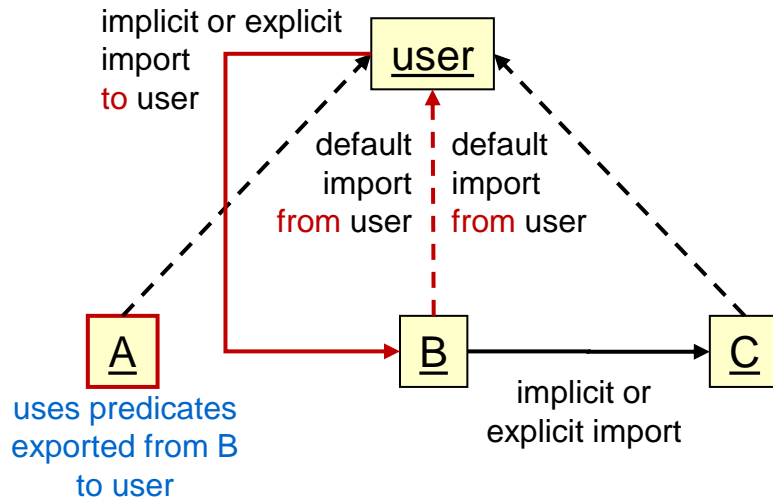 implicit or explicit
import
to user
user
default
import
from user
default
import
from user
A
B
C
uses predicates
exported from B
to user
implicit or
explicit import